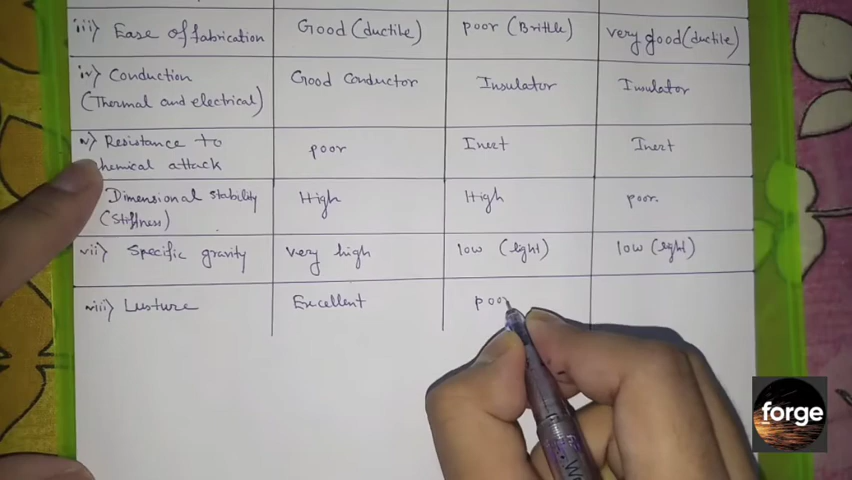 iii) Ease of fabrication Good (ductile) poor (Brittle) very good (ductile)
iv) Conduction Good Conductor Insulator Insulator
(Thermal and electrical)
v) Resistance to poor Inert Inert
chemical attack
Dimensional stability High High poor.
(Stiffness)
vii) Specific gravity very high low (light) low (light)
viii) Lusture Excellent poor
forge